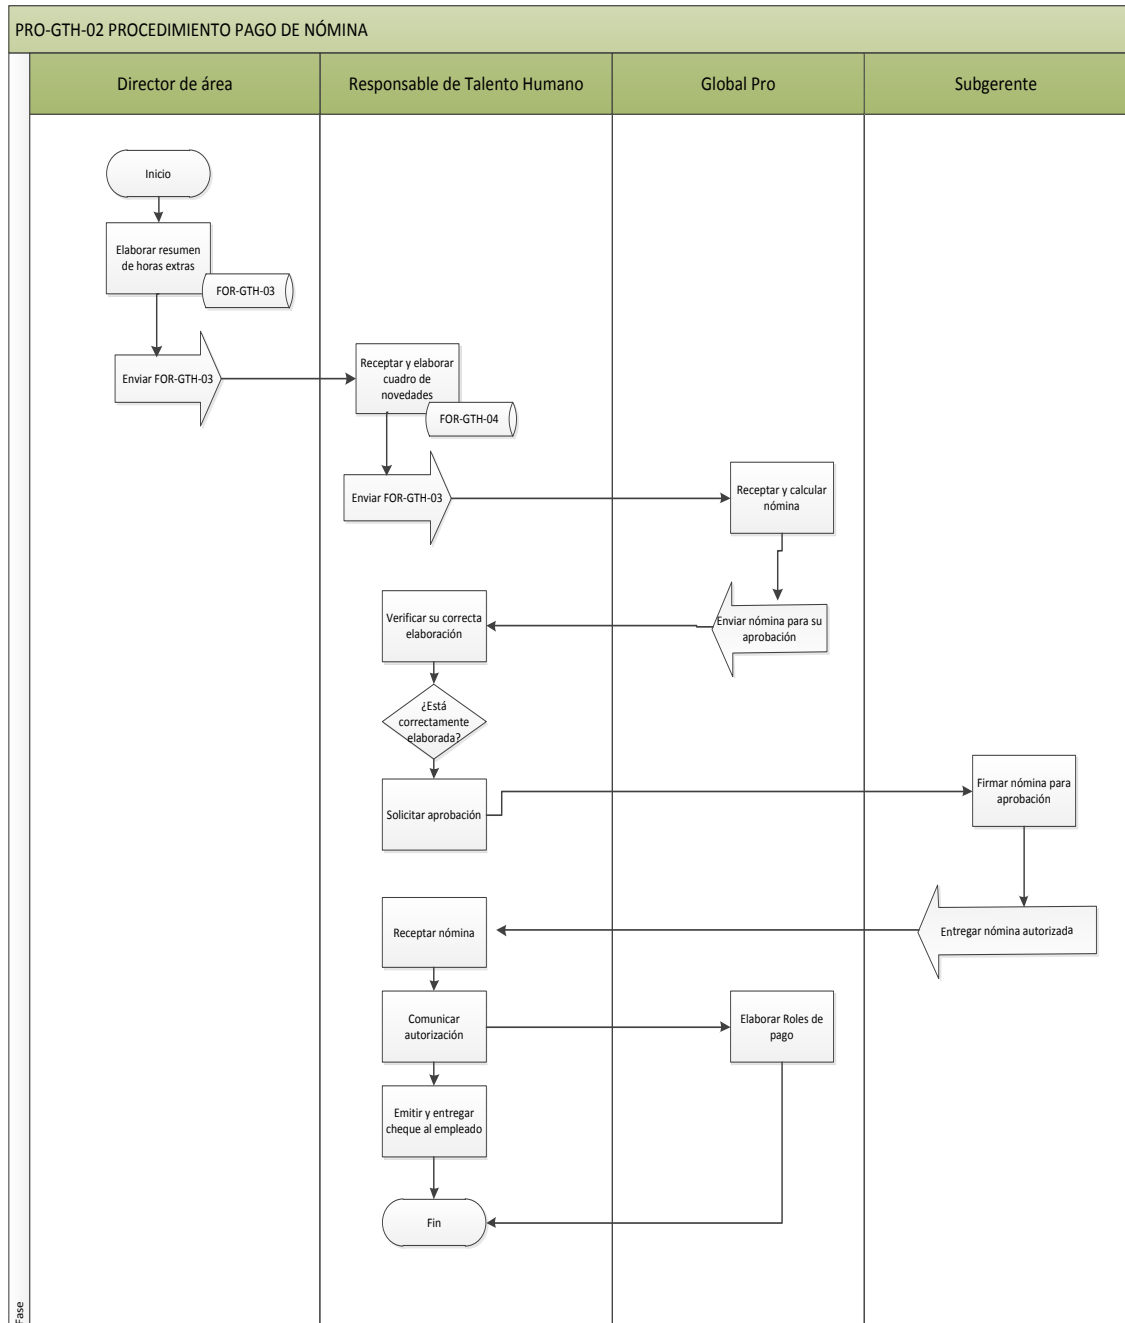 PRO-GTH-02 PROCEDIMIENTO PAGO DE NÓMINA
Director de área
Responsable de Talento Humano
Global Pro
Subgerente
Inicio
Elaborar resumen
de horas extras
FOR-GTH-03
Enviar FOR-GTH-03
Receptar y elaborar
cuadro de
novedades
FOR-GTH-04
Enviar FOR-GTH-03
Receptar y calcular
nómina
Enviar nómina para su
aprobación
Verificar su correcta
elaboración
¿Está
correctamente
elaborada?
Solicitar aprobación
Firmar nómina para
aprobación
Entregar nómina autorizada
Receptar nómina
Comunicar
autorización
Elaborar Roles de
pago
Emitir y entregar
cheque al empleado
Fin
Fase